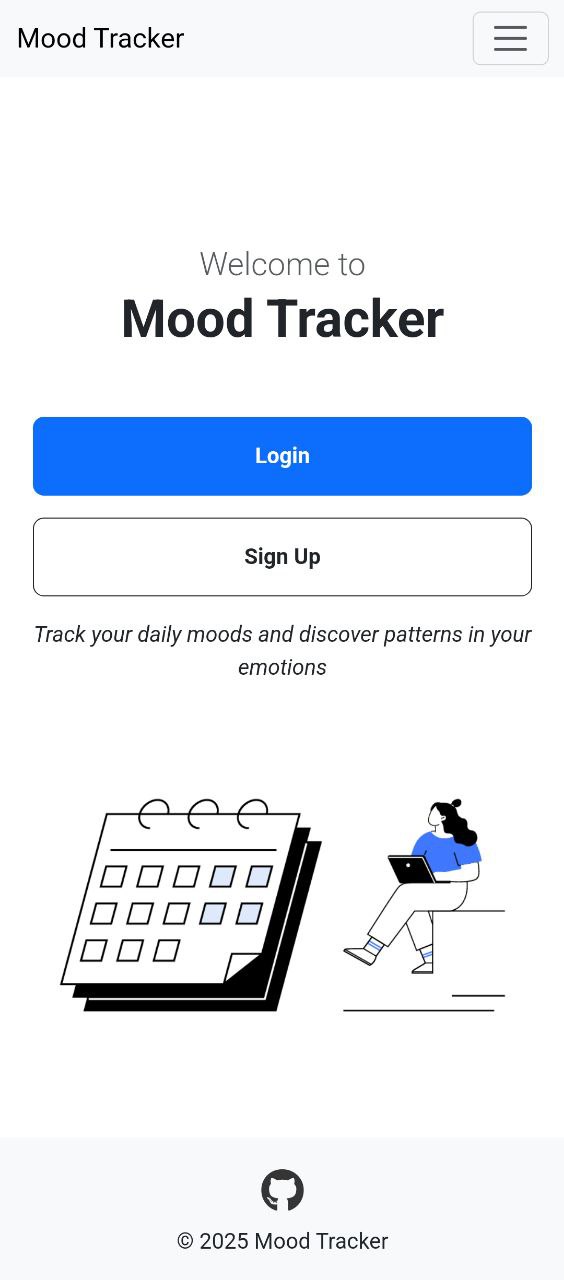 Mood Tracker
Welcome to
Mood Tracker
Login
Sign Up
Track your daily moods and discover patterns in your
emotions
© 2025 Mood Tracker